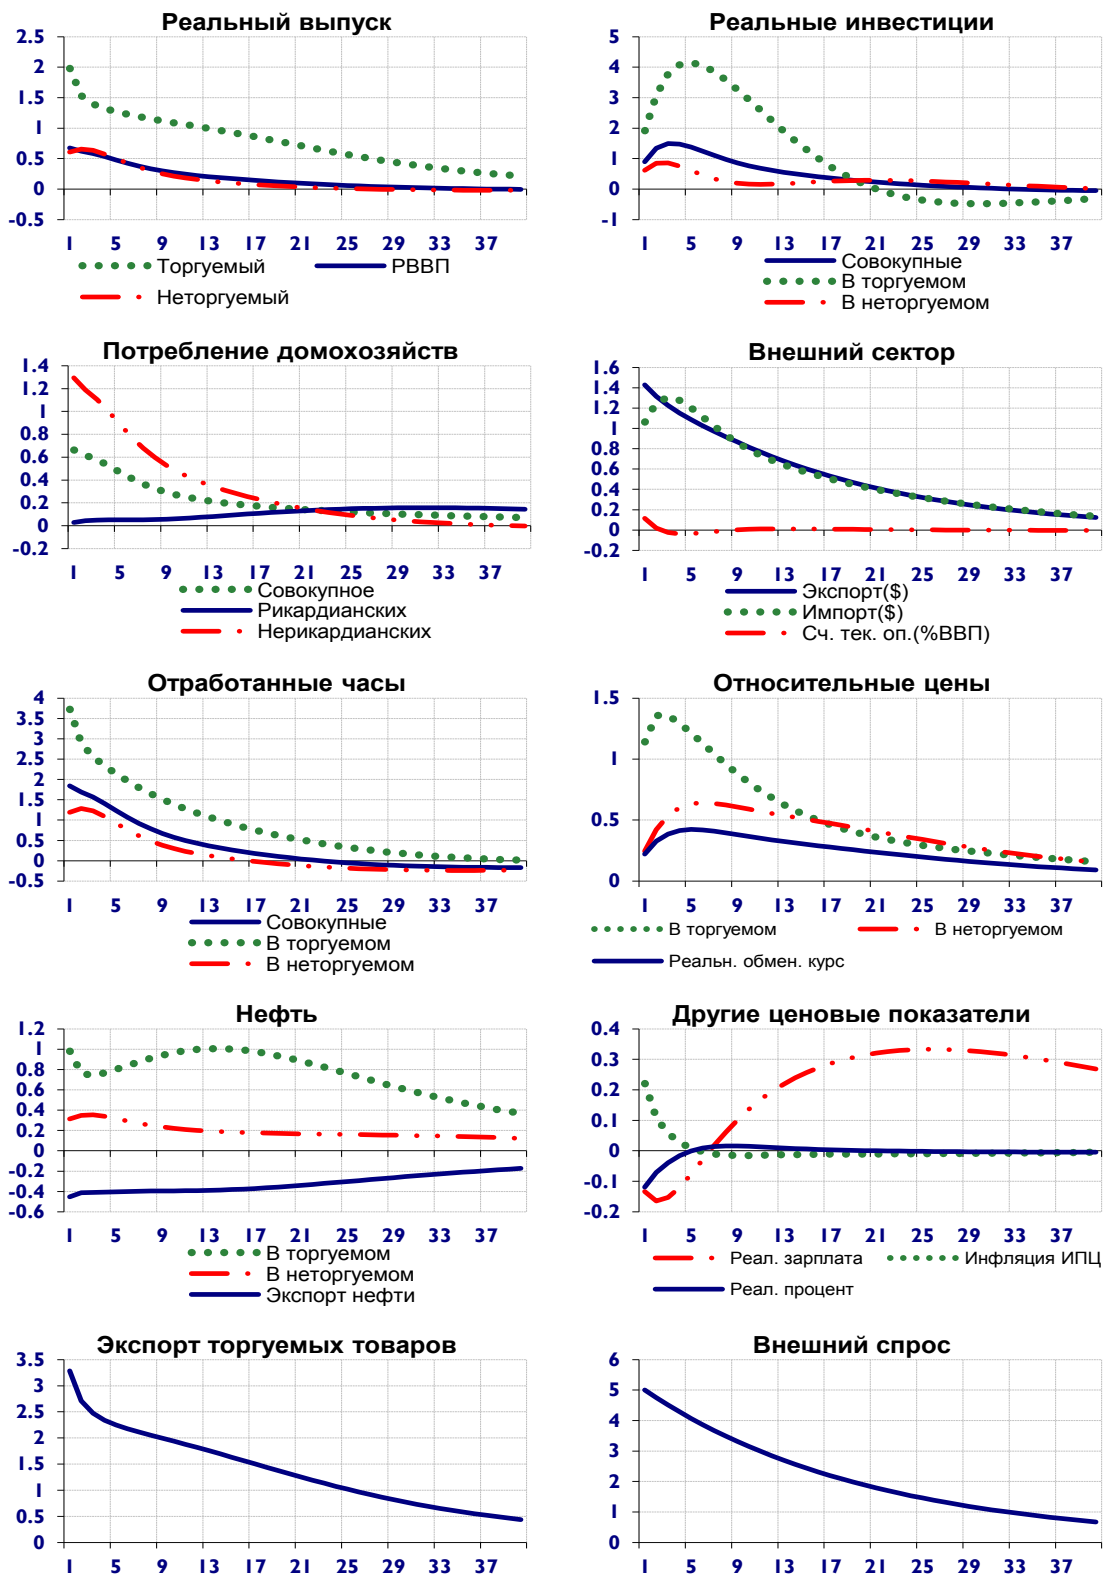 Реальный выпуск
2.5
2
1.5
1
0.5
0
-0.5
1 5 9 13 17 21 25 29 33 37
Торгуемый РВВП
Неторгуемый
Реальные инвестиции
5
4
3
2
1
0
-1
1 5 9 13 17 21 25 29 33 37
Совокупные
В торгуемом
В неторгуемом
Потребление домохозяйств
1.4
1.2
1
0.8
0.6
0.4
0.2
0
-0.2
1 5 9 13 17 21 25 29 33 37
Совокупное
Рикардианских
Нерикардианских
Внешний сектор
1.6
1.4
1.2
1
0.8
0.6
0.4
0.2
0
-0.2
1 5 9 13 17 21 25 29 33 37
Экспорт($)
Импорт($)
Сч. тек. оп.(%ВВП)
Отработанные часы
4
3.5
3
2.5
2
1.5
1
0.5
0
-0.5
1 5 9 13 17 21 25 29 33 37
Совокупные
В торгуемом
В неторгуемом
Относительные цены
1.5
1
0.5
0
1 5 9 13 17 21 25 29 33 37
В торгуемом В неторгуемом
Реальн. обмен. курс
Нефть
1.2
1
0.8
0.6
0.4
0.2
0
-0.2
-0.4
-0.6
1 5 9 13 17 21 25 29 33 37
В торгуемом
В неторгуемом
Экспорт нефти
Другие ценовые показатели
0.4
0.3
0.2
0.1
0
-0.1
-0.2
1 5 9 13 17 21 25 29 33 37
Реал. зарплата Инфляция ИПЦ
Реал. процент
Экспорт торгуемых товаров
3.5
3
2.5
2
1.5
1
0.5
0
1 5 9 13 17 21 25 29 33 37
Внешний спрос
6
5
4
3
2
1
0
1 5 9 13 17 21 25 29 33 37